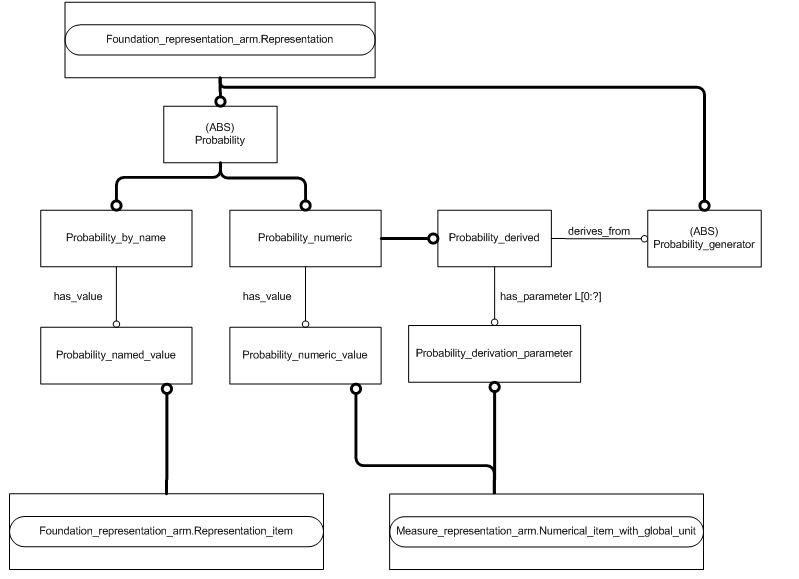 Foundation_representation_arm.Representation
(ABS)
Probability
Probability_by_name
Probability_numeric
Probability_derived
derives_from
(ABS)
Probability_generator
has_value
has_value
has_parameter L[0:?]
Probability_named_value
Probability_numeric_value
Probability_derivation_parameter
Foundation_representation_arm.Representation_item
Measure_representation_arm.Numerical_item_with_global_unit